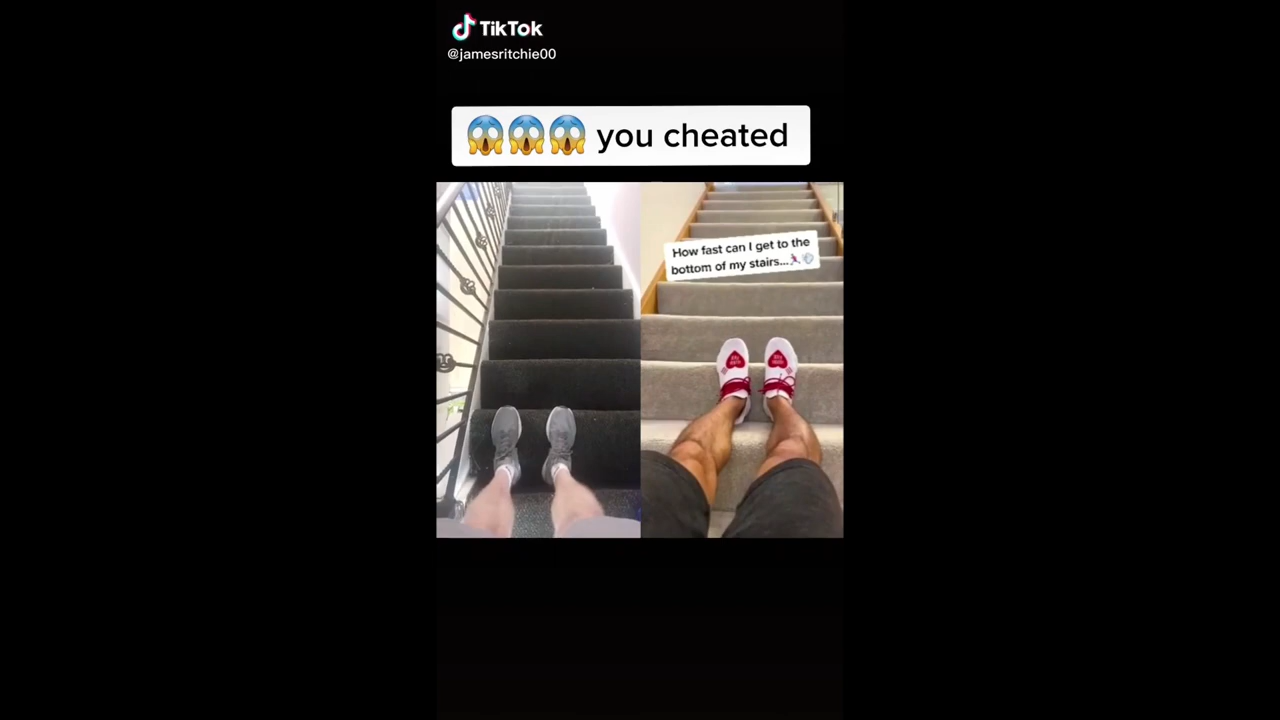 TikTok
@jamesritchie00
😱😱😱 you cheated
How fast can I get to the
bottom of my stairs...🏃💨